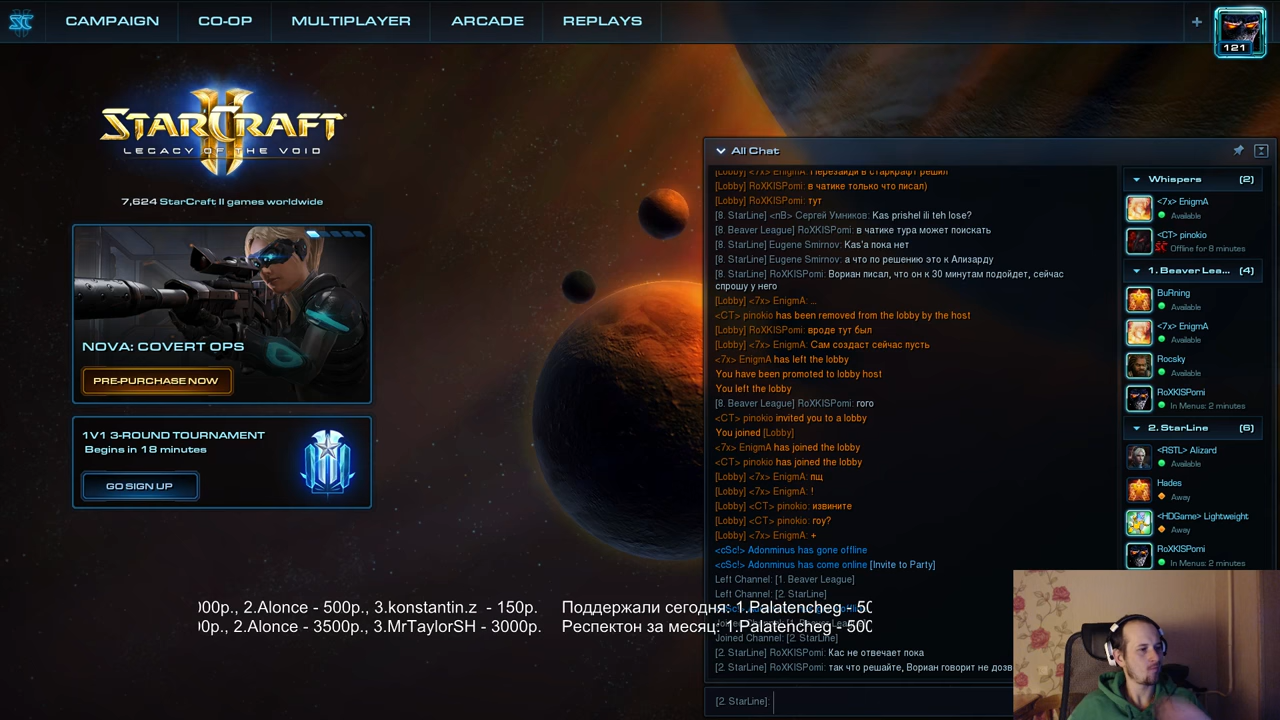 CAMPAIGN
CO-OP
MULTIPLAYER
ARCADE
REPLAYS
121
STARCRAFT
II
LEGACY OF THE VOID
7,624 StarCraft II games worldwide
NOVA: COVERT OPS
PRE-PURCHASE NOW
1V1 3-ROUND TOURNAMENT
Begins in 18 minutes
GO SIGN UP
All Chat
[Lobby] <7x> EnigmA: Перезайди в старкрафт решил
[Lobby] RoXKISPomi: в чатике только что писал)
[Lobby] RoXKISPomi: тут
[8. StarLine] <nB> Сергей Умников: Kas prishel ili teh lose?
[8. Beaver League] RoXKISPomi: в чатике тура может поискать
[8. StarLine] Eugene Smirnov: Kas'a пока нет
[8. StarLine] Eugene Smirnov: а что по решению это к Ализарду
[8. StarLine] RoXKISPomi: Вориан писал, что он к 30 минутам подойдет, сейчас
спрошу у него
[Lobby] <7x> EnigmA: ...
<CT> pinokio has been removed from the lobby by the host
[Lobby] RoXKISPomi: вроде тут был
[Lobby] <7x> EnigmA: Сам создаст сейчас пусть
<7x> EnigmA has left the lobby
You have been promoted to lobby host
You left the lobby
[8. Beaver League] RoXKISPomi: гого
<CT> pinokio invited you to a lobby
You joined [Lobby]
<7x> EnigmA has joined the lobby
<CT> pinokio has joined the lobby
[Lobby] <7x> EnigmA: пщ
[Lobby] <7x> EnigmA: !
[Lobby] <CT> pinokio: извините
[Lobby] <CT> pinokio: гоу?
[Lobby] <7x> EnigmA: +
<cSc!> Adonminus has gone offline
<cSc!> Adonminus has come online [Invite to Party]
Left Channel: [1. Beaver League]
Left Channel: [2. StarLine]
Joined Channel: [2. StarLine]
[2. StarLine] RoXKISPomi: Кас не отвечает пока
[2. StarLine] RoXKISPomi: так что решайте, Вориан говорит не дозв
[2. StarLine]:
Whispers (2)
<7x> EnigmA
Available
<CT> pinokio
Offline for 8 minutes
1. Beaver Lea... (4)
BuRning
Available
<7x> EnigmA
Available
Rocsky
Available
RoXKISPomi
In Menus: 2 minutes
2. StarLine (6)
<RSTL> Alizard
Available
Hades
Away
<HDGame> Lightweight
Away
RoXKISPomi
In Menus: 2 minutes
00р., 2.Alonce - 500р., 3.konstantin.z - 150р. Поддержали сегодня: 1.Palatencheg - 50
0р., 2.Alonce - 3500р., 3.MrTaylorSH - 3000р. Респектон за месяц: 1.Palatencheg - 500